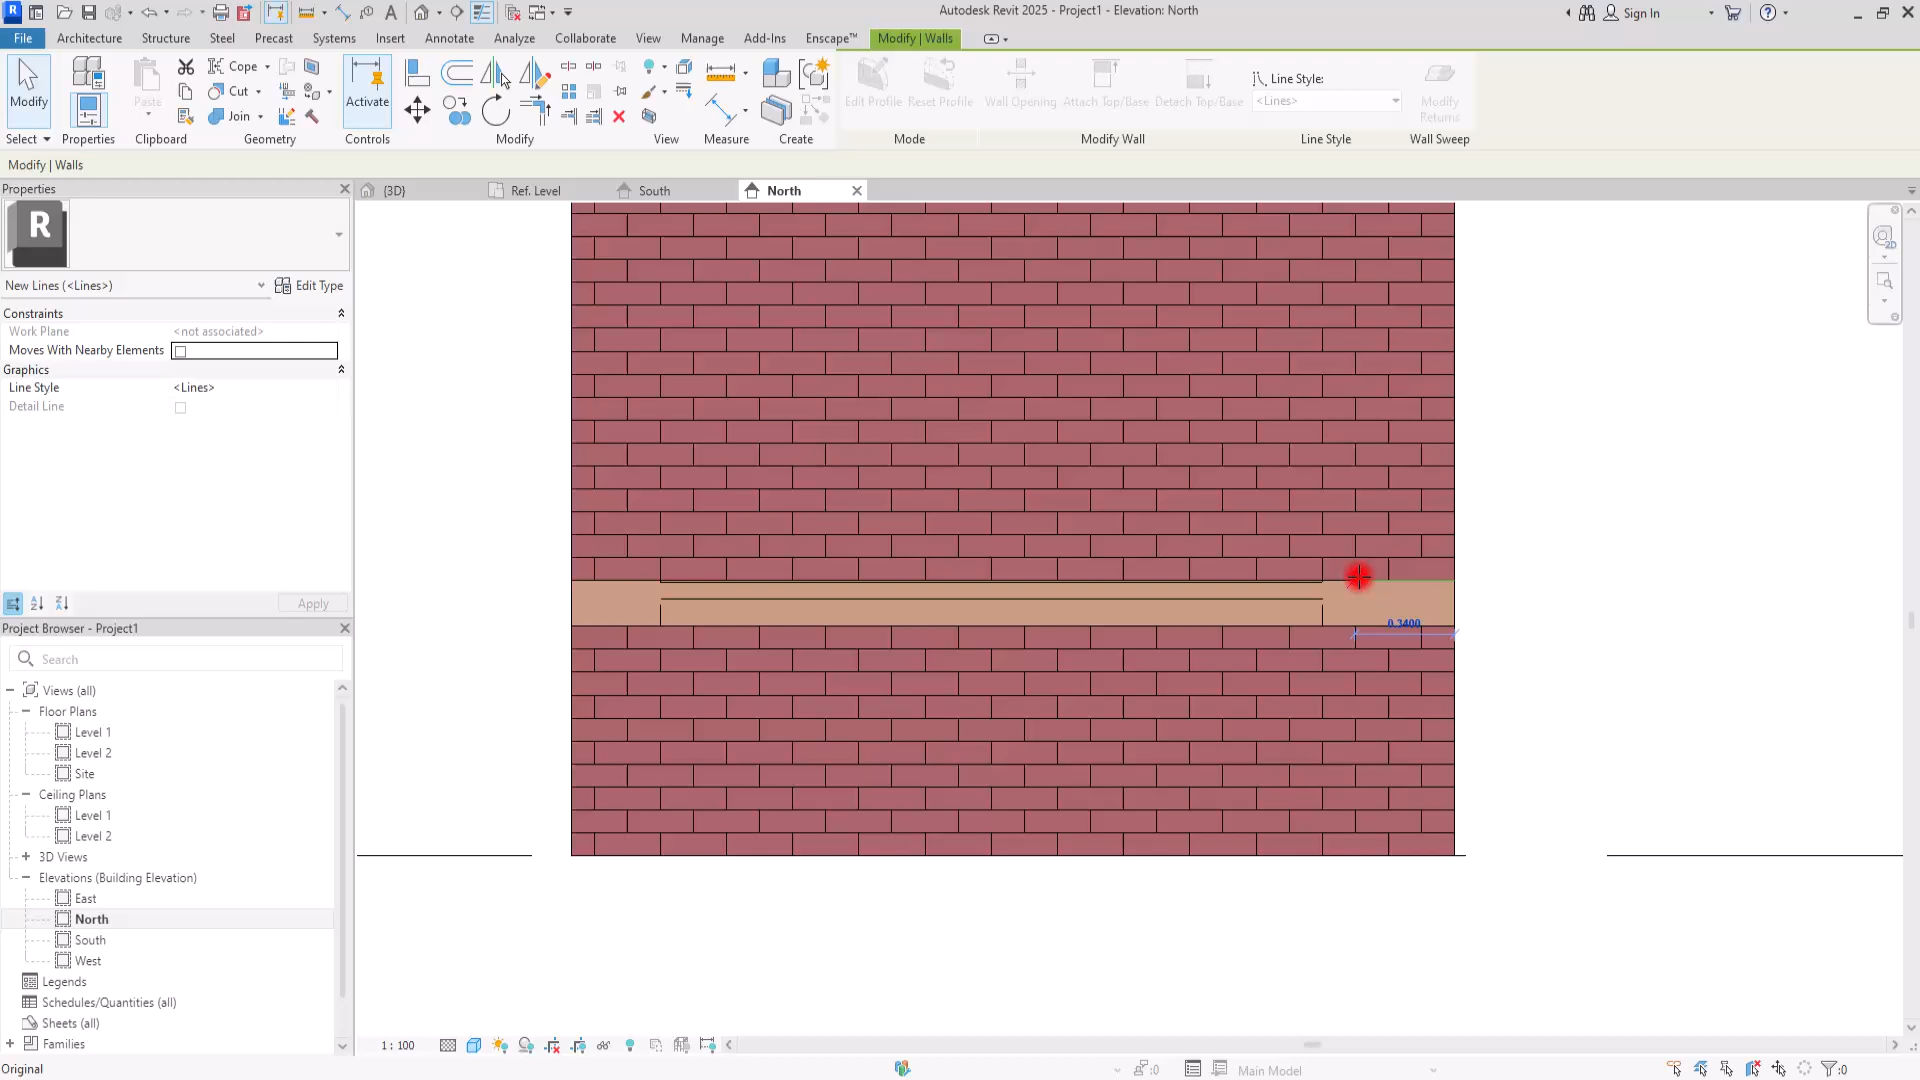 Autodesk Revit 2025 - Project1 - Elevation: North
Sign In
File
Architecture
Structure
Steel
Precast
Systems
Insert
Annotate
Analyze
Collaborate
View
Manage
Add-Ins
Enscape™
Modify | Walls
Modify
Paste
Cope
Cut
Join
Activate
Edit Profile
Reset Profile
Wall Opening
Attach Top/Base
Detach Top/Base
Line Style:
<Lines>
Modify
Returns
Select
Properties
Clipboard
Geometry
Controls
Modify
View
Measure
Create
Mode
Modify Wall
Line Style
Wall Sweep
Modify | Walls
Properties
{3D}
Ref. Level
South
North
R
New Lines (<Lines>)
Edit Type
Constraints
Work Plane
<not associated>
Moves With Nearby Elements
Graphics
Line Style
<Lines>
Detail Line
Apply
Project Browser - Project1
Search
Views (all)
Floor Plans
Level 1
Level 2
Site
Ceiling Plans
Level 1
Level 2
3D Views
Elevations (Building Elevation)
East
North
South
West
Legends
Schedules/Quantities (all)
Sheets (all)
Families
0.3400
2D
1 : 100
Original
:0
Main Model
:0